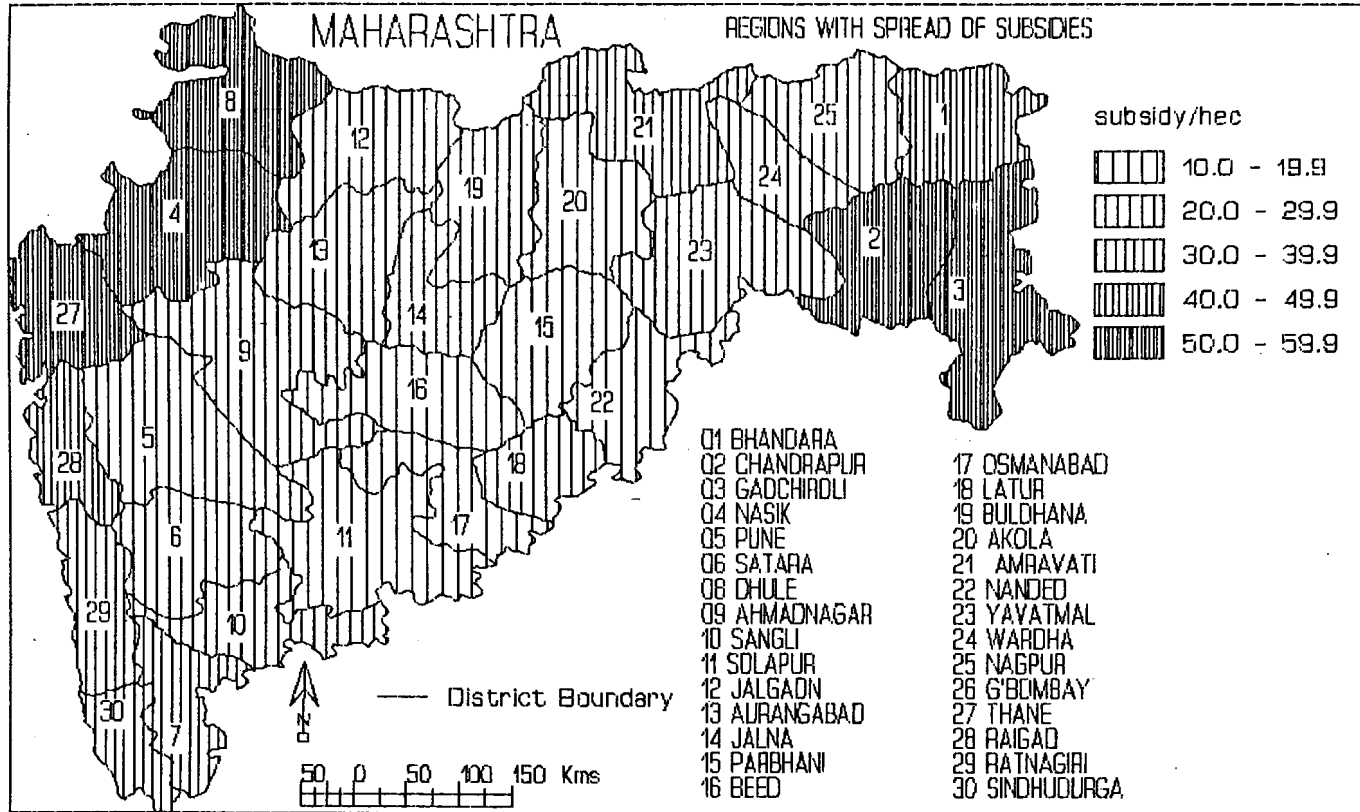 MAHARASHTRA
REGIONS WITH SPREAD OF SUBSIDIES
subsidy/hec
10.0 - 19.9
20.0 - 29.9
30.0 - 39.9
40.0 - 49.9
50.0 - 59.9
8
12
19
20
21
25
1
4
13
24
2
27
14
23
3
9
15
16
22
5
28
18
6
11
17
29
10
30
7
01 BHANDARA
02 CHANDRAPUR
03 GADCHIROLI
04 NASIK
05 PUNE
06 SATARA
08 DHULE
09 AHMADNAGAR
10 SANGLI
11 SOLAPUR
12 JALGAON
13 AURANGABAD
14 JALNA
15 PARBHANI
16 BEED
17 OSMANABAD
18 LATUR
19 BULDHANA
20 AKOLA
21 AMRAVATI
22 NANDED
23 YAVATMAL
24 WARDHA
25 NAGPUR
26 G'BOMBAY
27 THANE
28 RAIGAD
29 RATNAGIRI
30 SINDHUDURGA
N
District Boundary
50 0 50 100 150 Kms